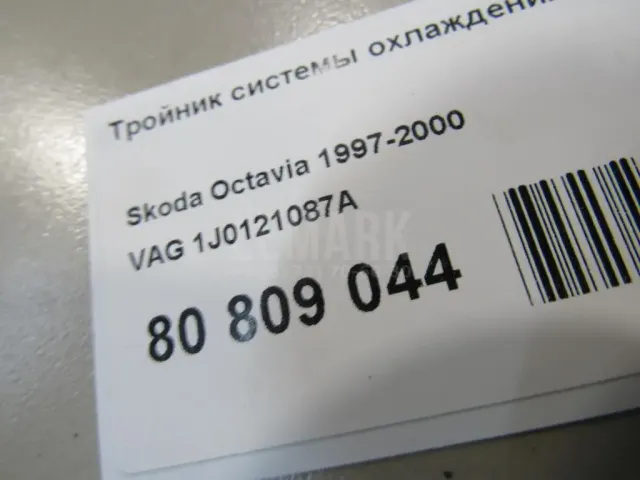 Тройник системы охлаждени
Skoda Octavia 1997-2000
VAG 1J0121087A
80 809 044